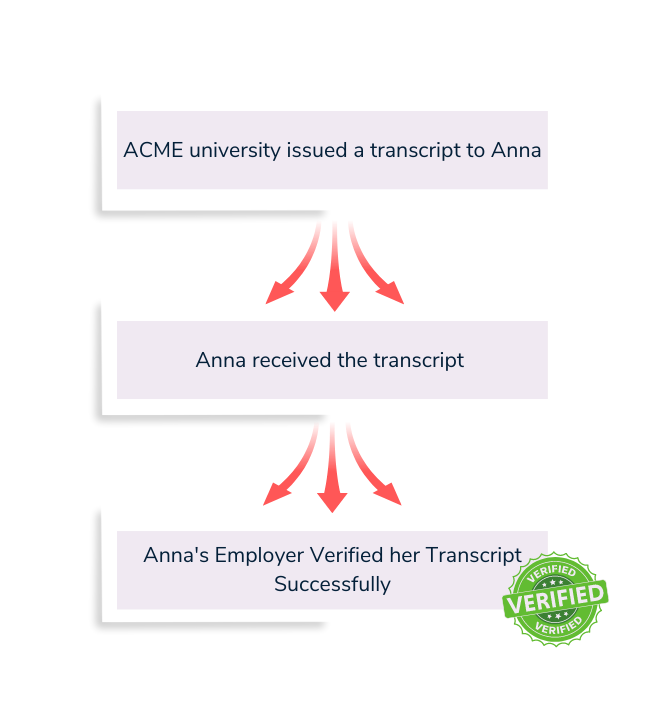 ACME university issued a transcript to Anna
Anna received the transcript
Anna's Employer Verified her Transcript
Successfully
VERIFIED
VERIFIED
VERIFIED